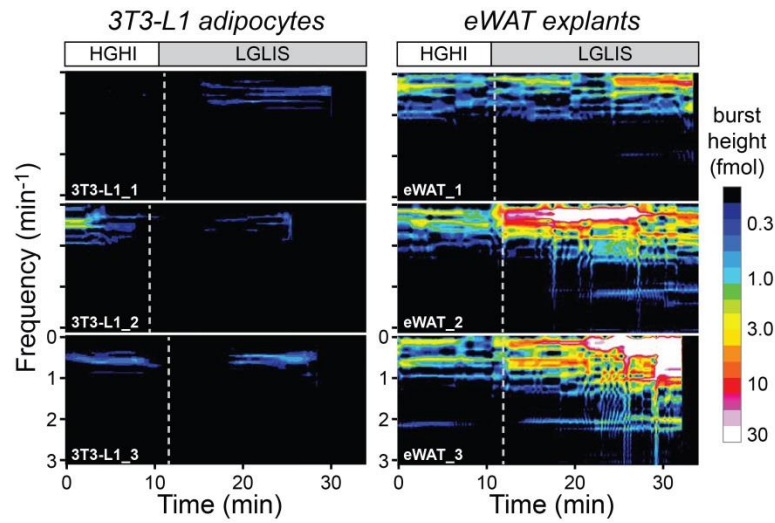 3T3-L1 adipocytes eWAT explants
HGHI LGLIS HGHI LGLIS
burst
height
(fmol)
0.3
1.0
3.0
10
30
Frequency (min-1)
3T3-L1_1 eWAT_1
3T3-L1_2 eWAT_2
0
1
2
3
3T3-L1_3 eWAT_3
0 10 20 30 0 10 20 30
Time (min) Time (min)